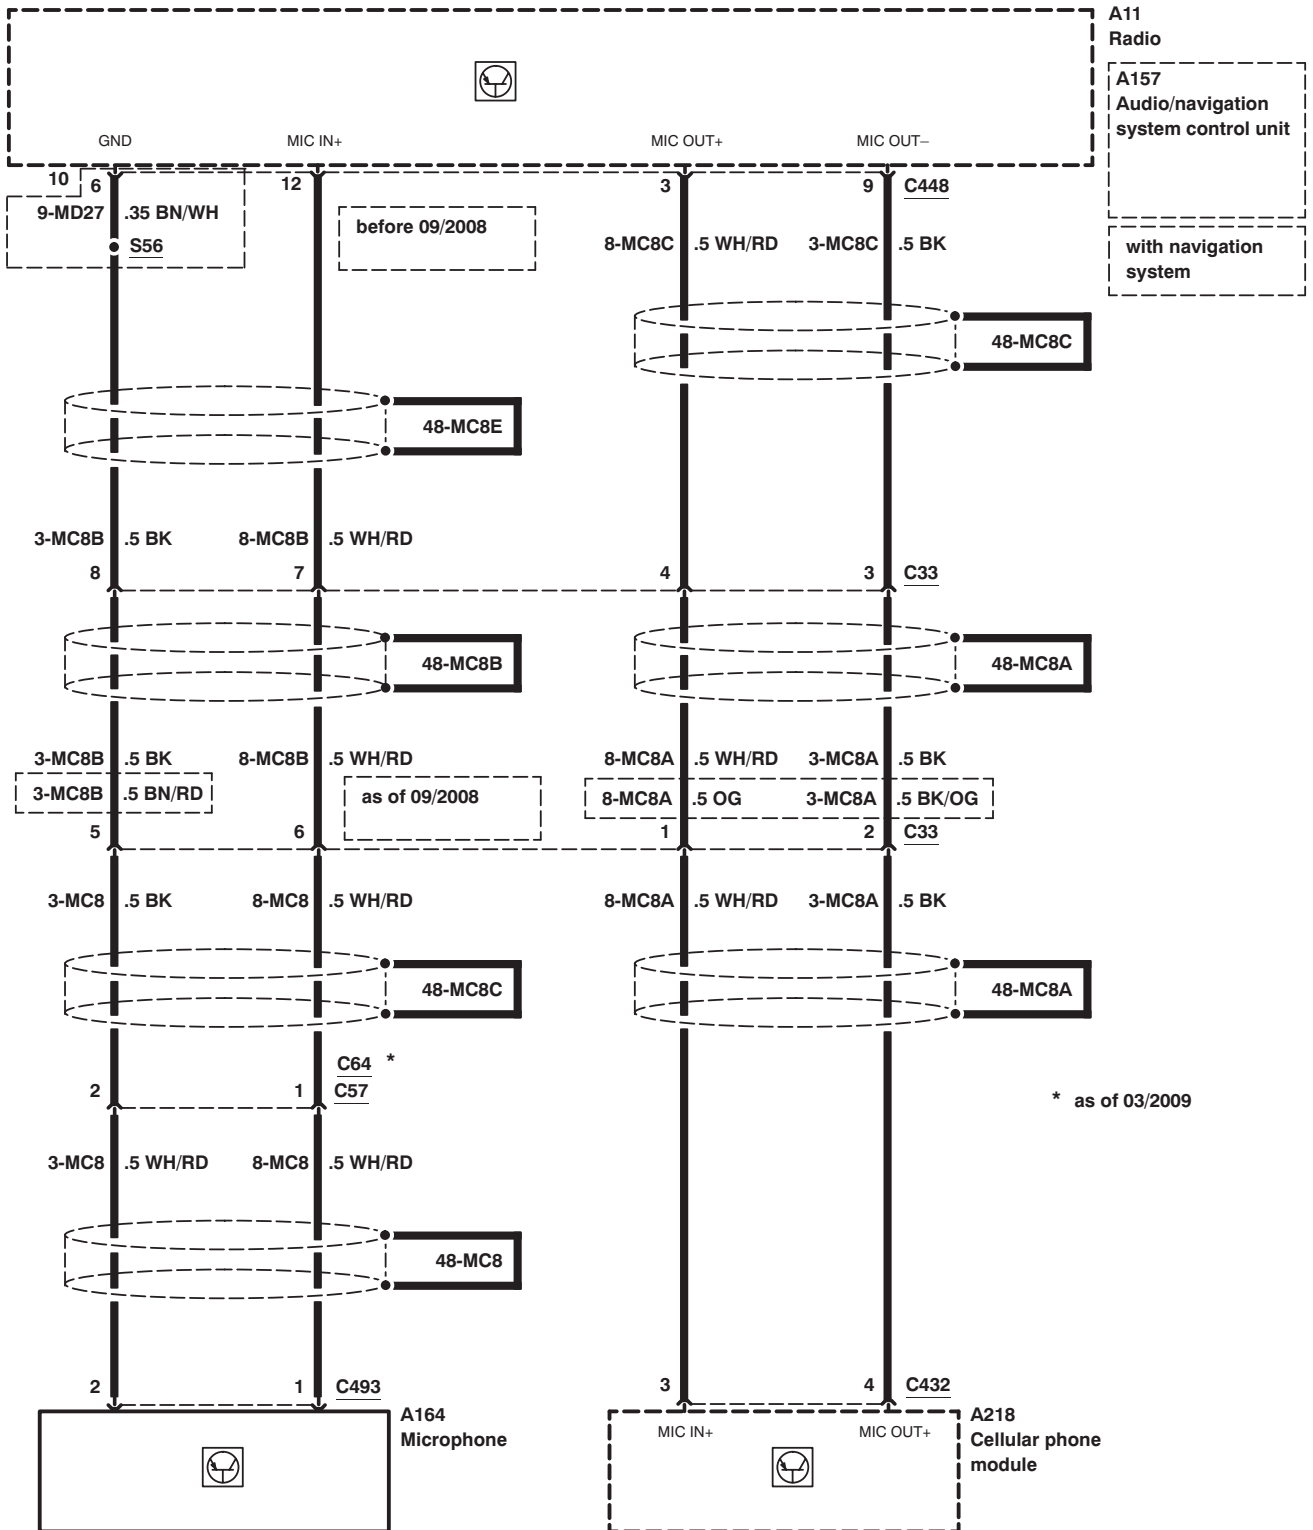 A11
Radio
A157
Audio/navigation
system control unit
GND MIC IN+ MIC OUT+ MIC OUT–
10 6 12 3 9 C448
9-MD27 .35 BN/WH
S56
before 09/2008
8-MC8C .5 WH/RD 3-MC8C .5 BK
with navigation
system
48-MC8C
48-MC8E
3-MC8B .5 BK 8-MC8B .5 WH/RD
8 7 4 3 C33
48-MC8B 48-MC8A
3-MC8B .5 BK 8-MC8B .5 WH/RD 8-MC8A .5 WH/RD 3-MC8A .5 BK
3-MC8B .5 BN/RD as of 09/2008 8-MC8A .5 OG 3-MC8A .5 BK/OG
5 6 1 2 C33
3-MC8 .5 BK 8-MC8 .5 WH/RD 8-MC8A .5 WH/RD 3-MC8A .5 BK
48-MC8C 48-MC8A
C64 *
2 1 C57
* as of 03/2009
3-MC8 .5 WH/RD 8-MC8 .5 WH/RD
48-MC8
2 1 C493 3 4 C432
A164
Microphone
MIC IN+ MIC OUT+
A218
Cellular phone
module